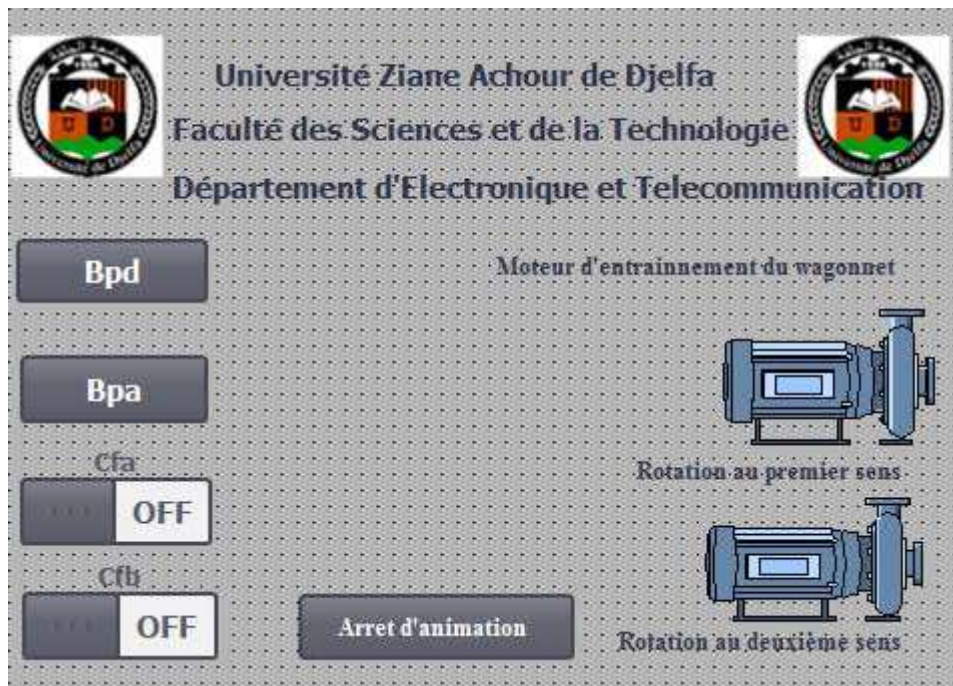 Université Ziane Achour de Djelfa
Faculté des Sciences et de la Technologie
Département d'Electronique et Telecommunication
Bpd
Moteur d'entrainnement du wagonnet
Bpa
Cfa
Rotation au premier sens
OFF
Cfb
OFF
Arret d'animation
Rotation au deuxième sens